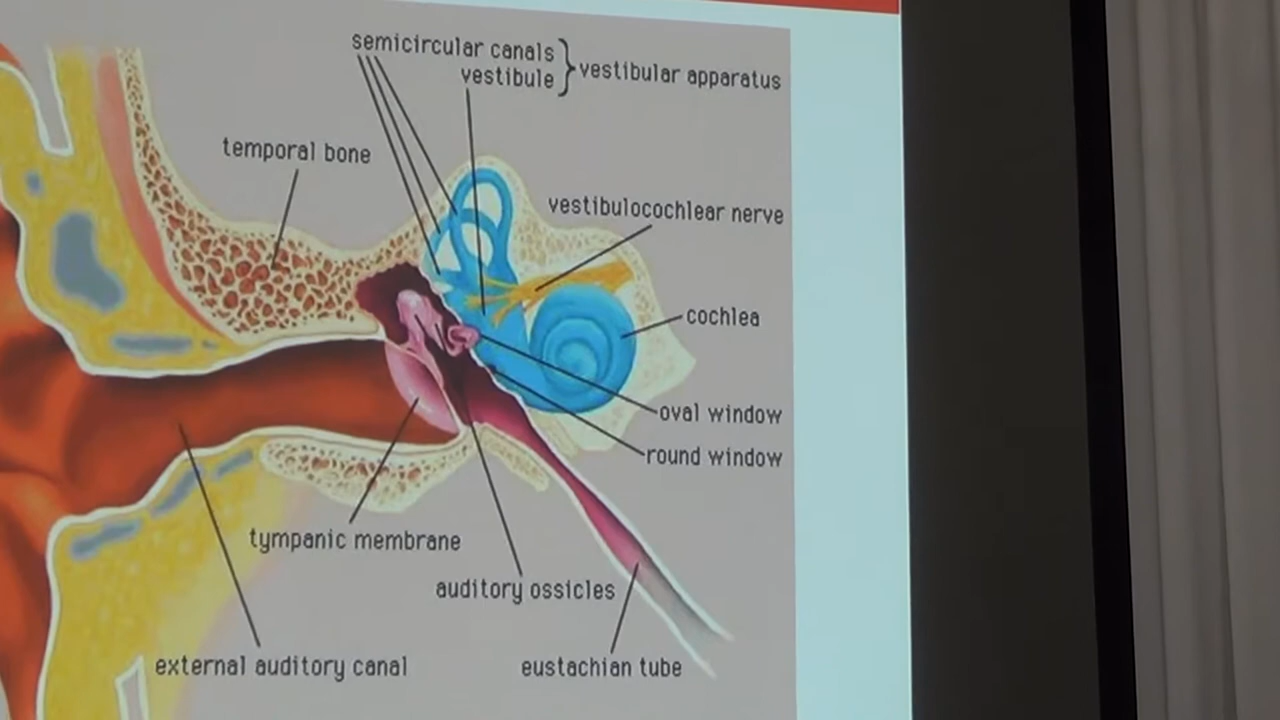 semicircular canals
vestibule
vestibular apparatus
temporal bone
vestibulocochlear nerve
cochlea
oval window
round window
tympanic membrane
auditory ossicles
external auditory canal
eustachian tube